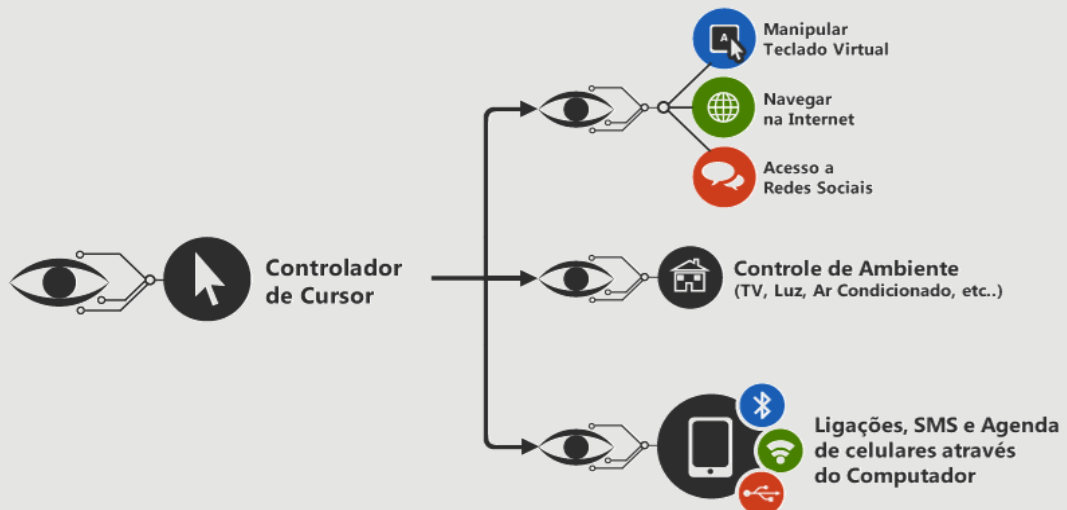 Controlador
de Cursor
A
Manipular
Teclado Virtual
Navegar
na Internet
Acesso a
Redes Sociais
Controle de Ambiente
(TV, Luz, Ar Condicionado, etc..)
Ligações, SMS e Agenda
de celulares através
do Computador